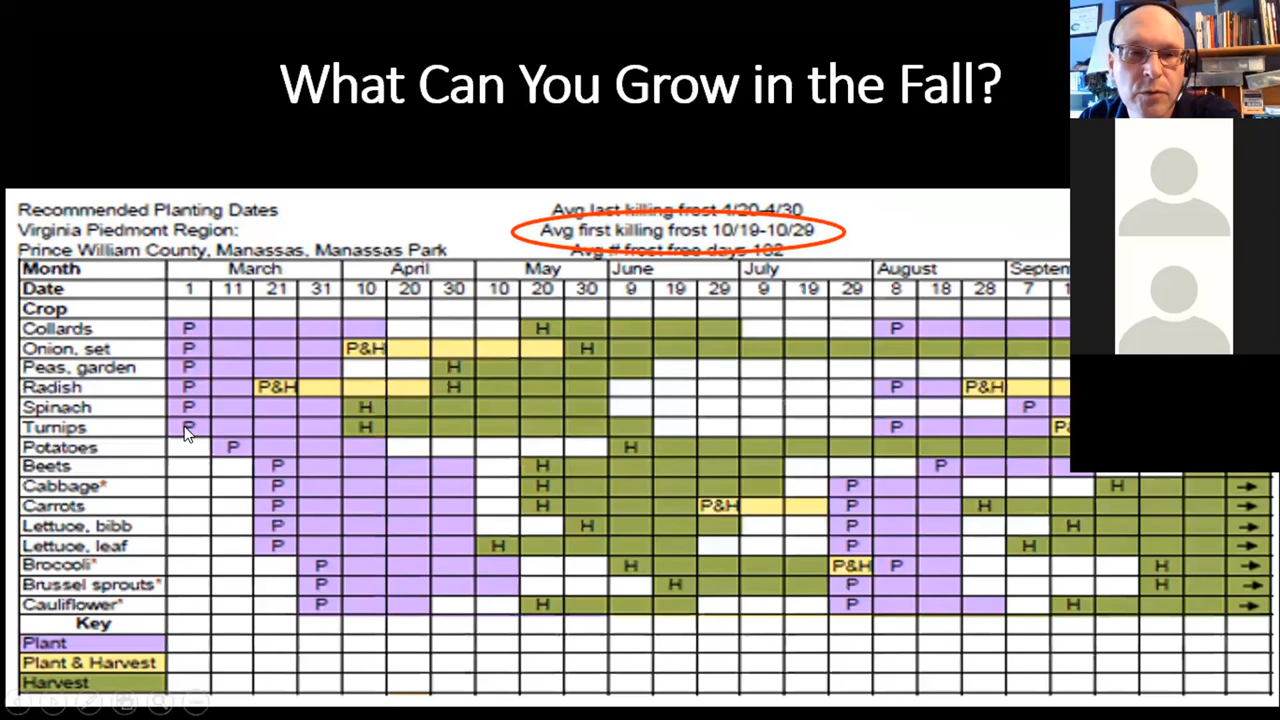 What Can You Grow in the Fall?
Recommended Planting Dates Avg last killing frost 4/20-4/30
Virginia Piedmont Region: Avg first killing frost 10/19-10/29
Prince William County, Manassas, Manassas Park Avg # frost free days 182
Month March April May June July August Septem
Date 1 11 21 31 10 20 30 10 20 30 9 19 29 9 19 29 8 18 28 7 1
Crop
Collards P H P
Onion, set P P&H H
Peas, garden P H
Radish P P&H H P P&H
Spinach P H P
Turnips P H P P&
Potatoes P H
Beets P H P
Cabbage* P H P H →
Carrots P H P&H P H →
Lettuce, bibb P H P H →
Lettuce, leaf P H P H →
Broccoli* P H P&H P H →
Brussel sprouts* P H P H →
Cauliflower* P H P H →
Key
Plant
Plant & Harvest
Harvest